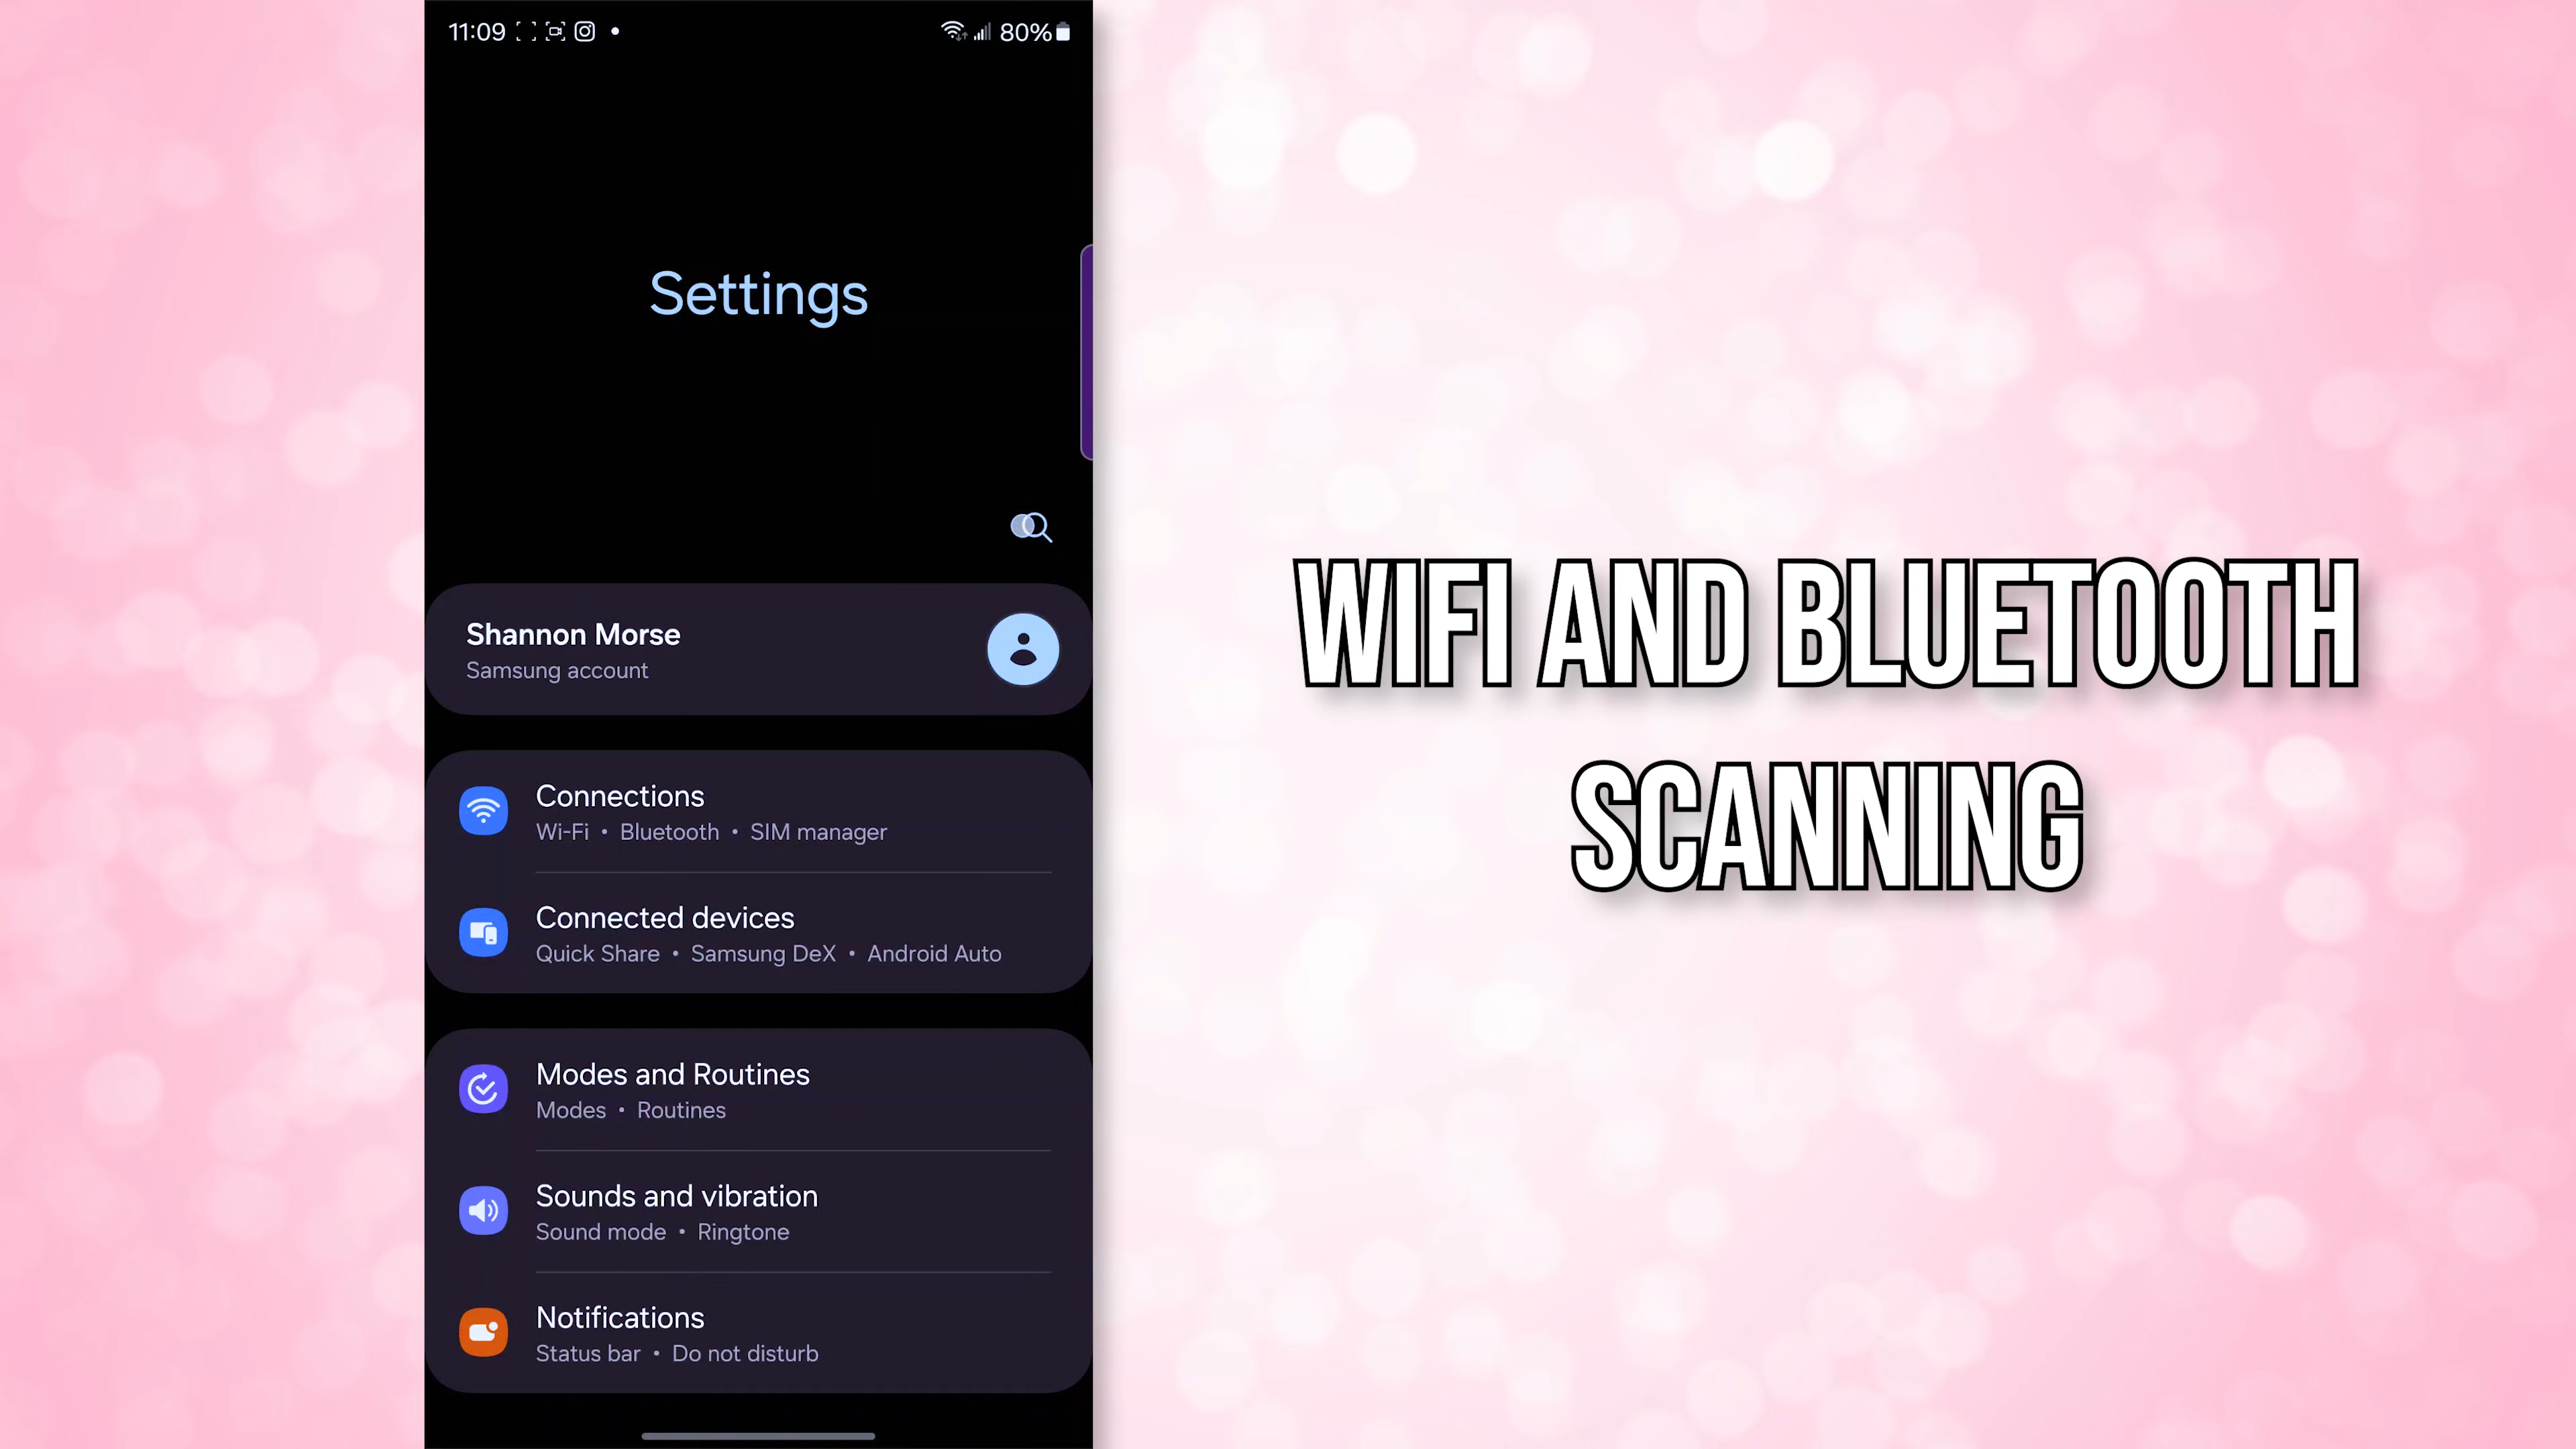 11:09
80%
Settings
Shannon Morse
Samsung account
Connections
Wi-Fi • Bluetooth • SIM manager
Connected devices
Quick Share • Samsung DeX • Android Auto
Modes and Routines
Modes • Routines
Sounds and vibration
Sound mode • Ringtone
Notifications
Status bar • Do not disturb
WIFI AND BLUETOOTH
SCANNING